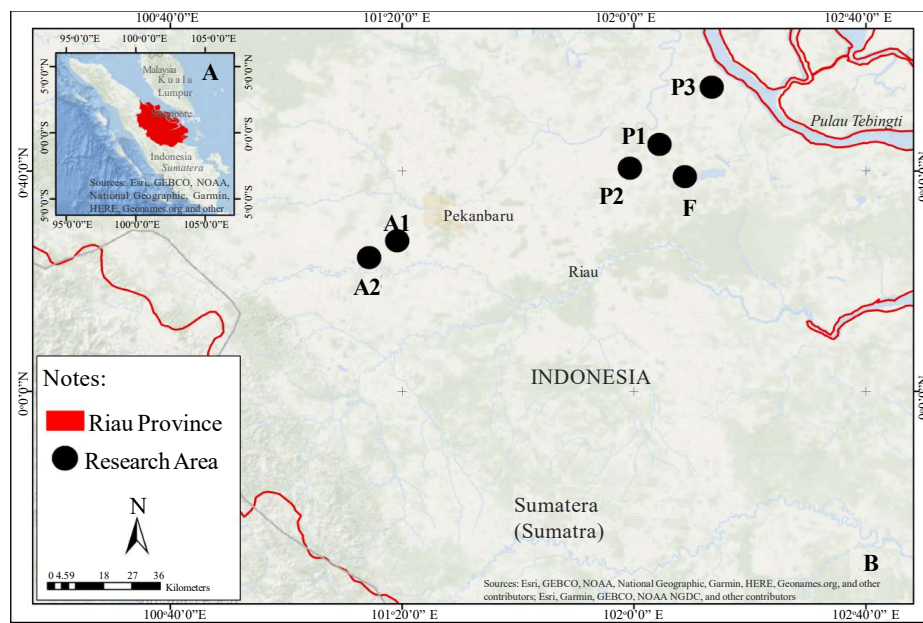 100°40'0"E 101°20'0"E 102°0'0"E 102°40'0"E
95°0'0"E 100°0'0"E 105°0'0"E
A
Malaysia
Kuala
Lumpur
Singapore
Indonesia
Sumatera
Sources: Esri, GEBCO, NOAA,
National Geographic, Garmin,
HERE, Geonames.org and other
5°0'0"N
0°0'0"
5°0'0"S
5°0'0"N
0°0'0"
5°0'0"S
95°0'0"E 100°0'0"E 105°0'0"E
0°40'0"N
0°0'0"N
0°40'0"N
0°0'0"N
P3
Pulau Tebingti
P1
P2
F
Pekanbaru
A1
A2
Riau
INDONESIA
Notes:
Riau Province
Research Area
N
0 4.59 18 27 36
Kilometers
Sumatera
(Sumatra)
B
Sources: Esri, GEBCO, NOAA, National Geographic, Garmin, HERE, Geonames.org, and other
contributors; Esri, Garmin, GEBCO, NOAA NGDC, and other contributors
100°40'0"E 101°20'0"E 102°0'0"E 102°40'0"E